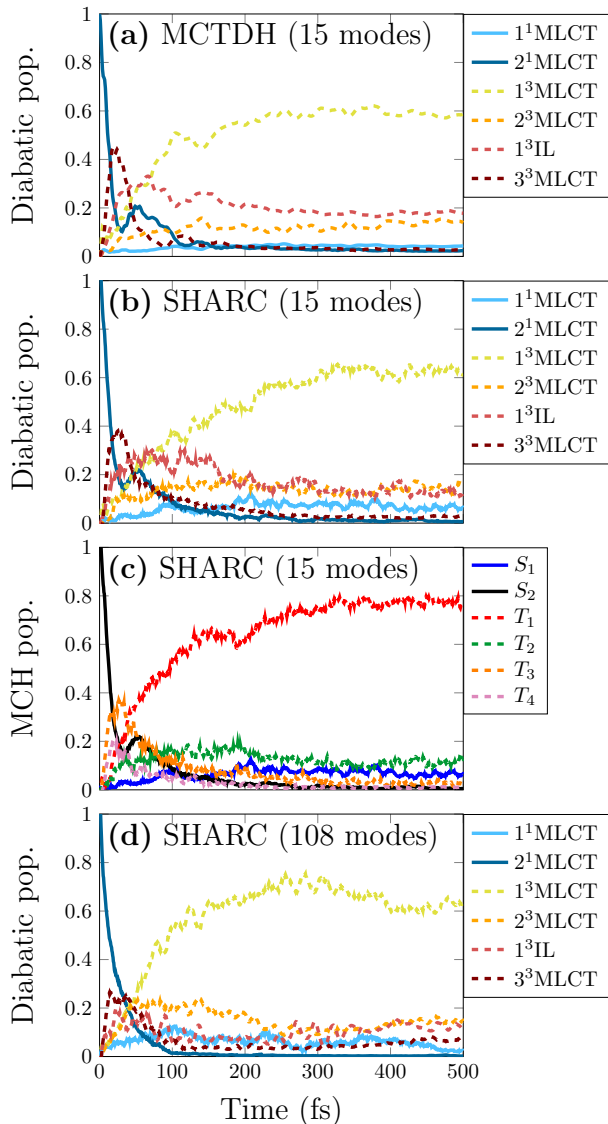 (a) MCTDH (15 modes)
Diabatic pop.
1
0.8
0.6
0.4
0.2
0
1¹MLCT
2¹MLCT
1³MLCT
2³MLCT
1³IL
3³MLCT
(b) SHARC (15 modes)
Diabatic pop.
1
0.8
0.6
0.4
0.2
0
1¹MLCT
2¹MLCT
1³MLCT
2³MLCT
1³IL
3³MLCT
(c) SHARC (15 modes)
MCH pop.
1
0.8
0.6
0.4
0.2
0
S₁
S₂
T₁
T₂
T₃
T₄
(d) SHARC (108 modes)
Diabatic pop.
1
0.8
0.6
0.4
0.2
0
1¹MLCT
2¹MLCT
1³MLCT
2³MLCT
1³IL
3³MLCT
0 100 200 300 400 500
Time (fs)